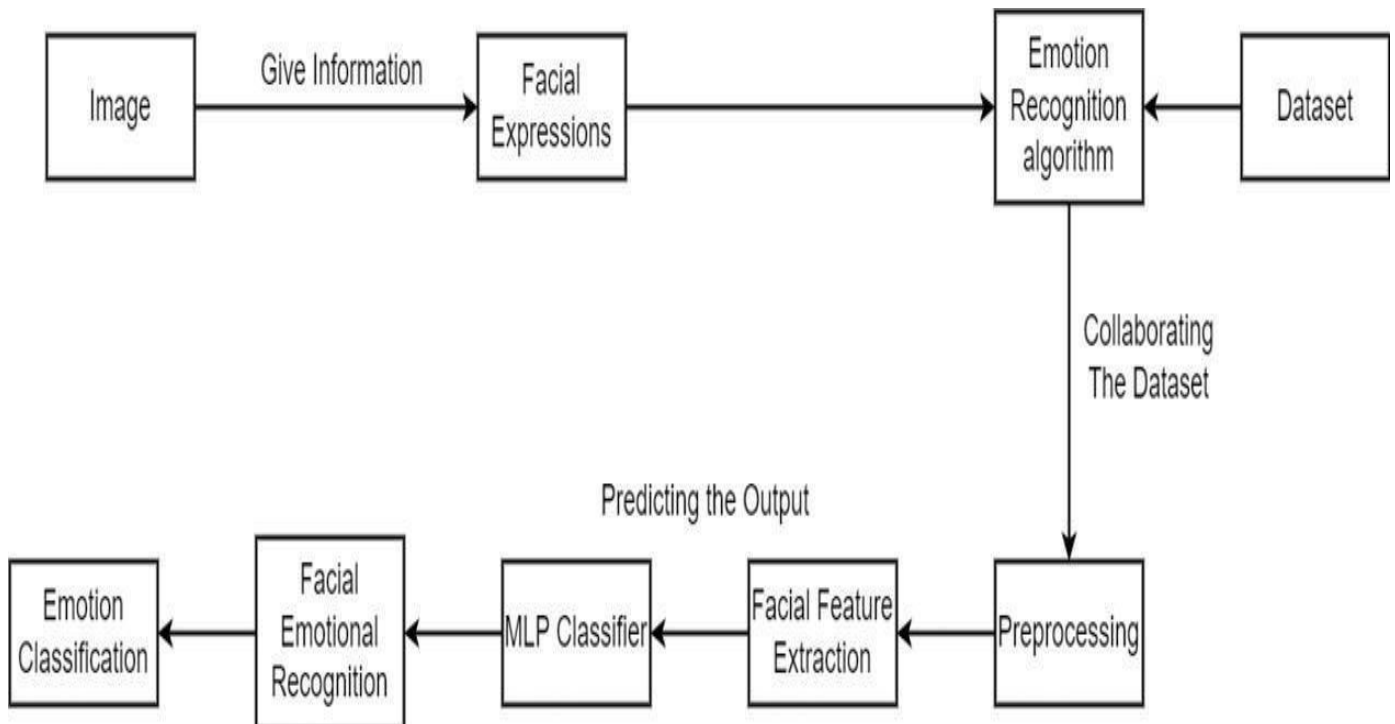 Image
Give Information
Facial
Expressions
Emotion
Recognition
algorithm
Dataset
Collaborating
The Dataset
Predicting the Output
Emotion
Classification
Facial
Emotional
Recognition
MLP Classifier
Facial Feature
Extraction
Preprocessing